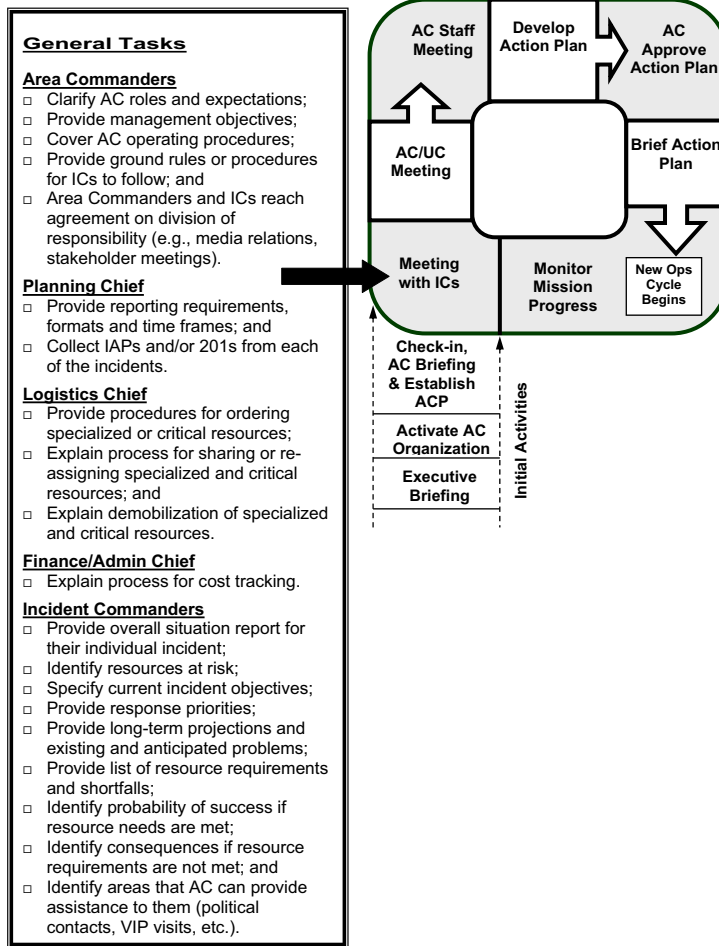 General Tasks
Area Commanders
□ Clarify AC roles and expectations;
□ Provide management objectives;
□ Cover AC operating procedures;
□ Provide ground rules or procedures
for ICs to follow; and
□ Area Commanders and ICs reach
agreement on division of
responsibility (e.g., media relations,
stakeholder meetings).
Planning Chief
□ Provide reporting requirements,
formats and time frames; and
□ Collect IAPs and/or 201s from each
of the incidents.
Logistics Chief
□ Provide procedures for ordering
specialized or critical resources;
□ Explain process for sharing or re-
assigning specialized and critical
resources; and
□ Explain demobilization of specialized
and critical resources.
Finance/Admin Chief
□ Explain process for cost tracking.
Incident Commanders
□ Provide overall situation report for
their individual incident;
□ Identify resources at risk;
□ Specify current incident objectives;
□ Provide response priorities;
□ Provide long-term projections and
existing and anticipated problems;
□ Provide list of resource requirements
and shortfalls;
□ Identify probability of success if
resource needs are met;
□ Identify consequences if resource
requirements are not met; and
□ Identify areas that AC can provide
assistance to them (political
contacts, VIP visits, etc.).
AC Staff
Meeting
Develop
Action Plan
AC
Approve
Action Plan
AC/UC
Meeting
Brief Action
Plan
Meeting
with ICs
Monitor
Mission
Progress
New Ops
Cycle
Begins
Check-in,
AC Briefing
& Establish
ACP
Activate AC
Organization
Executive
Briefing
Initial Activities